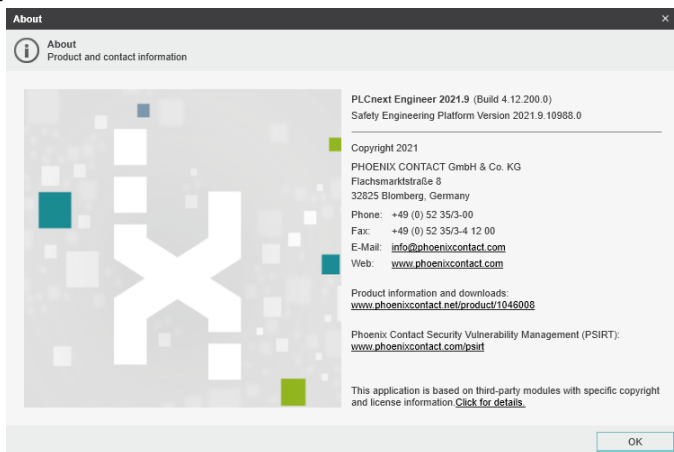 About
×
About
Product and contact information
PLCnext Engineer 2021.9 (Build 4.12.200.0)
Safety Engineering Platform Version 2021.9.10988.0
Copyright 2021
PHOENIX CONTACT GmbH & Co. KG
Flachsmarktstraße 8
32825 Blomberg, Germany
Phone: +49 (0) 52 35/3-00
Fax: +49 (0) 52 35/3-4 12 00
E-Mail: info@phoenixcontact.com
Web: www.phoenixcontact.com
Product information and downloads:
www.phoenixcontact.net/product/1046008
Phoenix Contact Security Vulnerability Management (PSIRT):
www.phoenixcontact.com/psirt
This application is based on third-party modules with specific copyright
and license information.Click for details.
OK